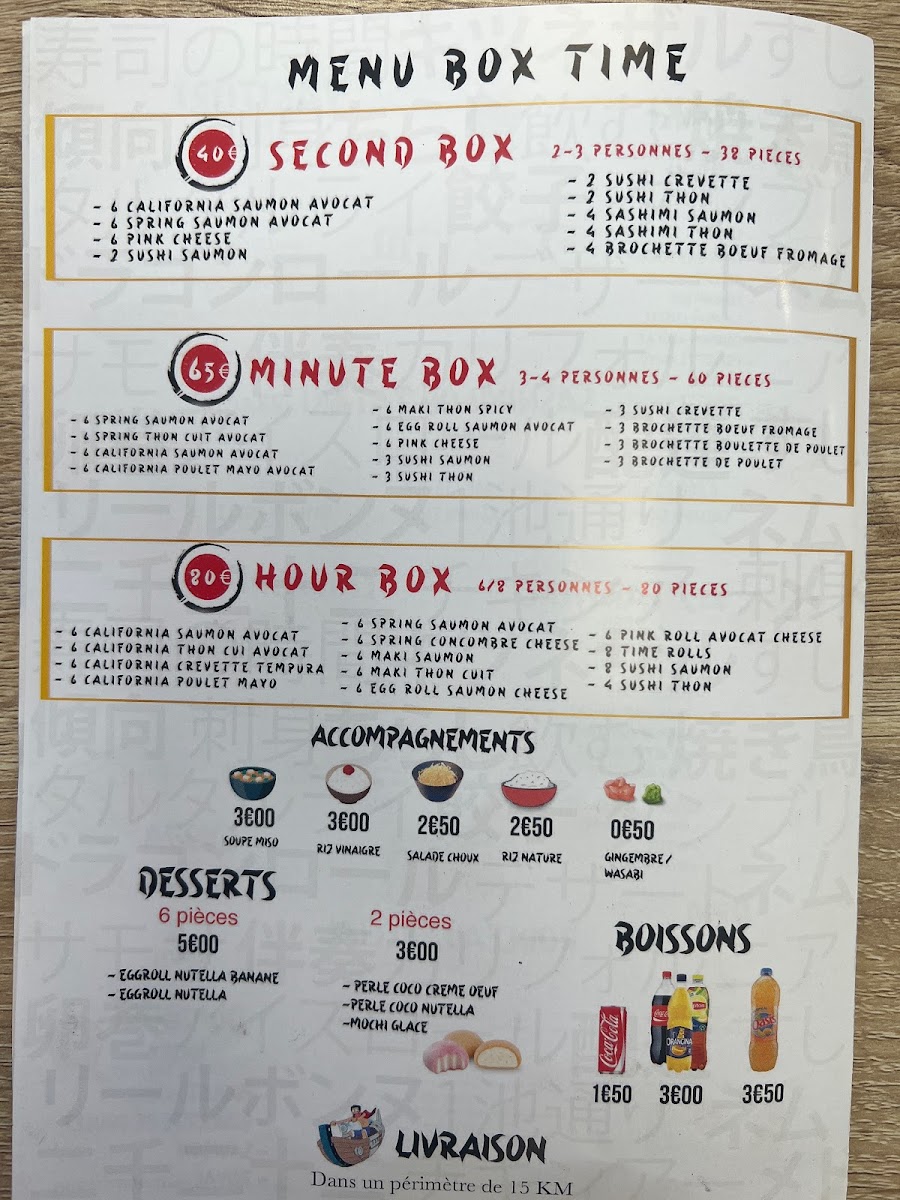 MENU BOX TIME
40€ SECOND BOX 2-3 PERSONNES - 38 PIECES
- 6 CALIFORNIA SAUMON AVOCAT
- 6 SPRING SAUMON AVOCAT
- 6 PINK CHEESE
- 2 SUSHI SAUMON
- 2 SUSHI CREVETTE
- 2 SUSHI THON
- 4 SASHIMI SAUMON
- 4 SASHIMI THON
- 4 BROCHETTE BOEUF FROMAGE
65€ MINUTE BOX 3-4 PERSONNES - 60 PIECES
- 6 SPRING SAUMON AVOCAT
- 6 SPRING THON CUIT AVOCAT
- 6 CALIFORNIA SAUMON AVOCAT
- 6 CALIFORNIA POULET MAYO AVOCAT
- 6 MAKI THON SPICY
- 6 EGG ROLL SAUMON AVOCAT
- 6 PINK CHEESE
- 3 SUSHI SAUMON
- 3 SUSHI THON
- 3 SUSHI CREVETTE
- 3 BROCHETTE BOEUF FROMAGE
- 3 BROCHETTE BOULETTE DE POULET
- 3 BROCHETTE DE POULET
80€ HOUR BOX 6/8 PERSONNES - 80 PIECES
- 6 CALIFORNIA SAUMON AVOCAT
- 6 CALIFORNIA THON CUI AVOCAT
- 6 CALIFORNIA CREVETTE TEMPURA
- 6 CALIFORNIA POULET MAYO
- 6 SPRING SAUMON AVOCAT
- 6 SPRING CONCOMBRE CHEESE
- 6 MAKI SAUMON
- 6 MAKI THON CUIT
- 6 EGG ROLL SAUMON CHEESE
- 6 PINK ROLL AVOCAT CHEESE
- 8 TIME ROLLS
- 8 SUSHI SAUMON
- 4 SUSHI THON
ACCOMPAGNEMENTS
3€00
SOUPE MISO
3€00
RIZ VINAIGRE
2€50
SALADE CHOUX
2€50
RIZ NATURE
0€50
GINGEMBRE/
WASABI
DESSERTS
6 pièces
5€00
- EGGROLL NUTELLA BANANE
- EGGROLL NUTELLA
2 pièces
3€00
- PERLE COCO CREME OEUF
-PERLE COCO NUTELLA
-MOCHI GLACE
BOISSONS
Coca-Cola
ORANGINA
Oasis
1€50 3€00 3€50
LIVRAISON
Dans un périmètre de 15 KM